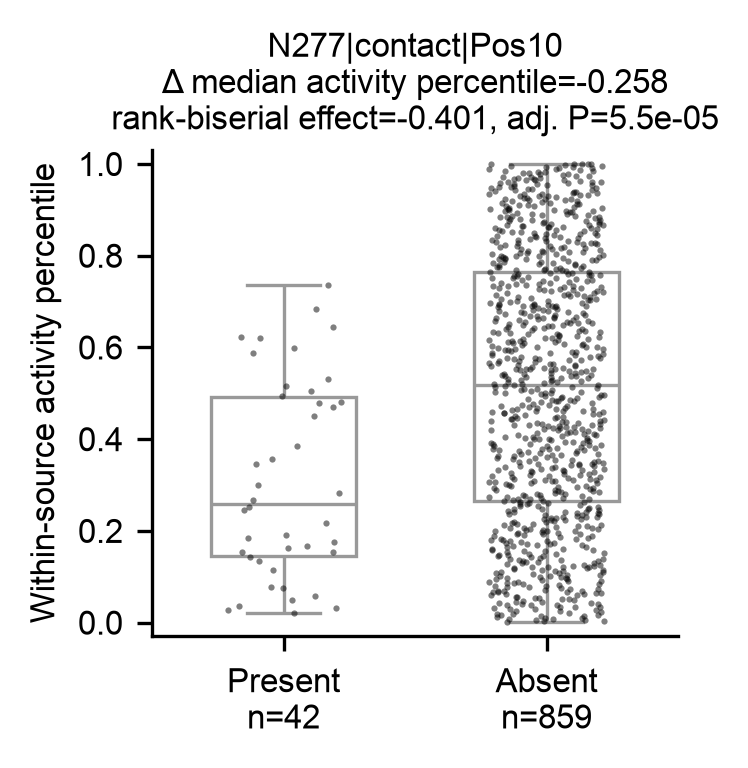 N277|contact|Pos10
Δ median activity percentile=-0.258
rank-biserial effect=-0.401, adj. P=5.5e-05
Within-source activity percentile
1.0
0.8
0.6
0.4
0.2
0.0
Present
n=42
Absent
n=859